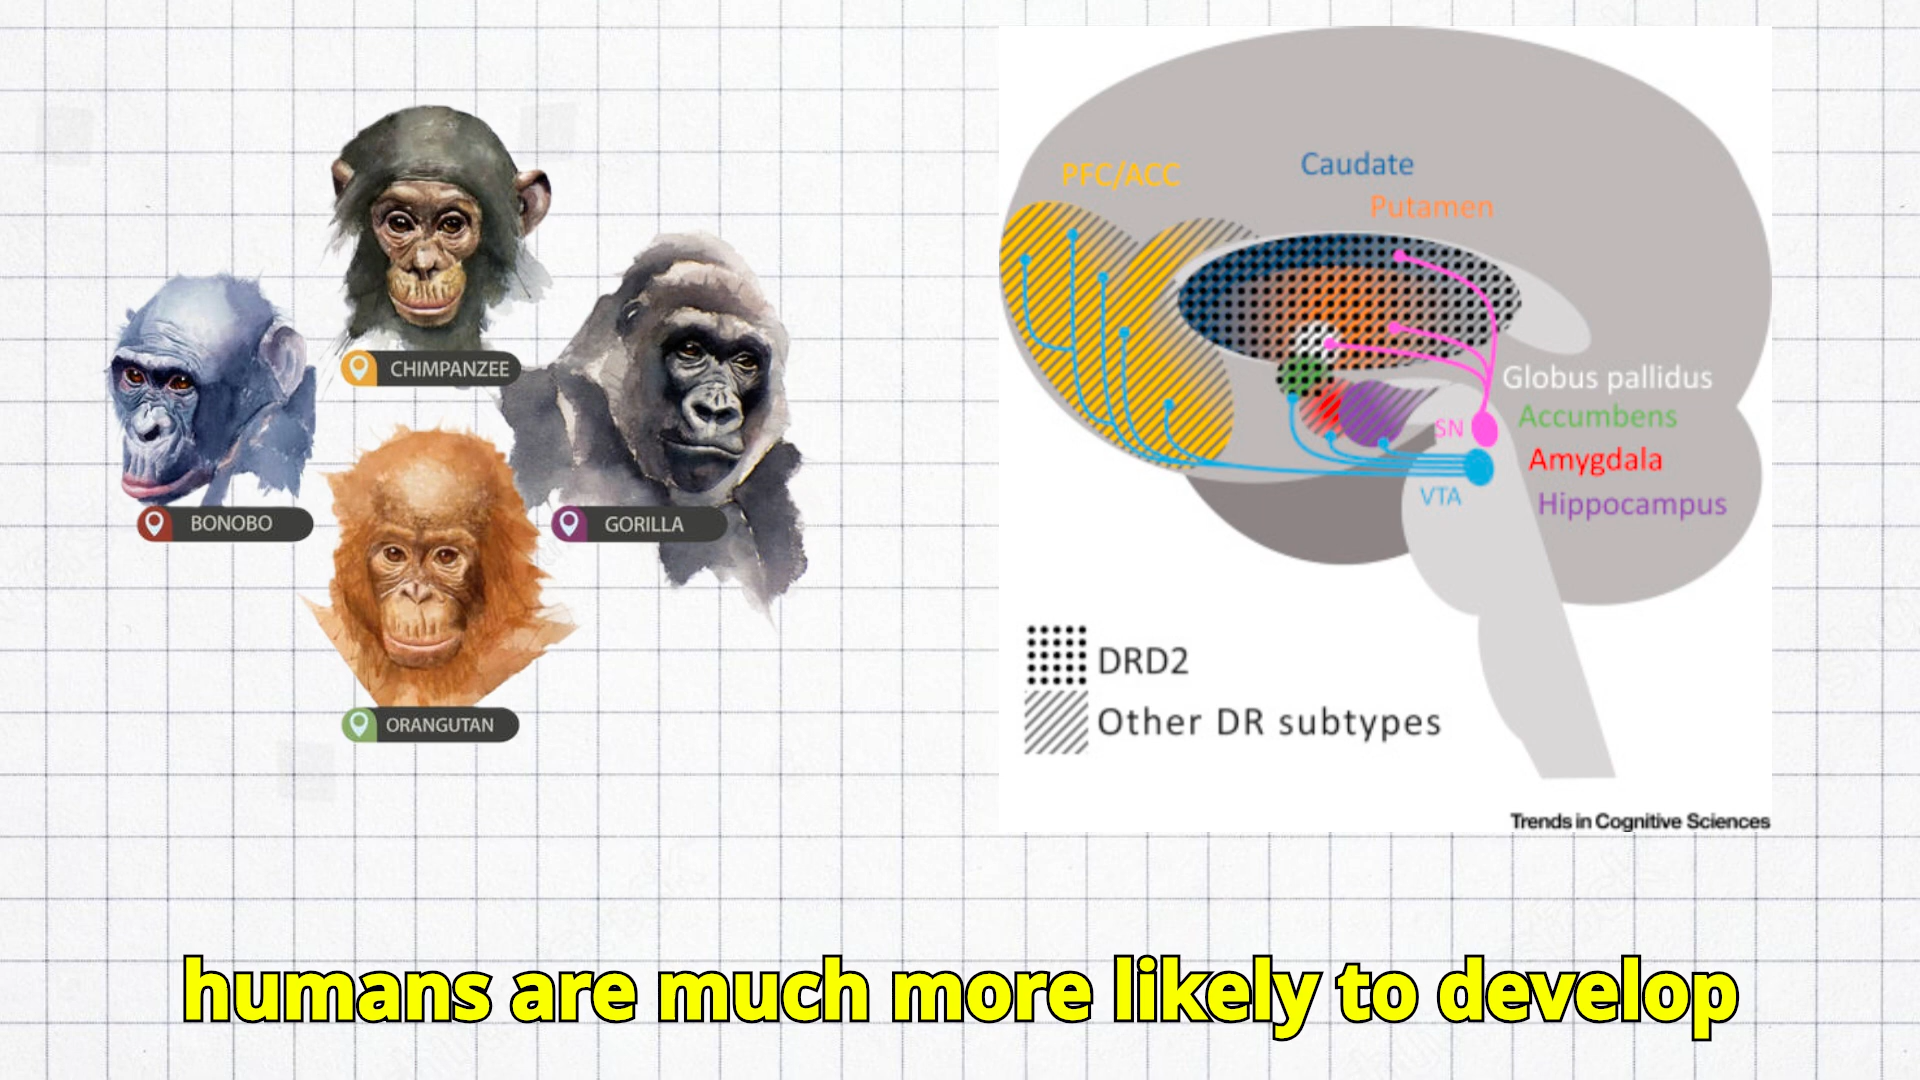 CHIMPANZEE
BONOBO
GORILLA
ORANGUTAN
PFC/ACC
Caudate
Putamen
Globus pallidus
Accumbens
SN
Amygdala
VTA
Hippocampus
DRD2
Other DR subtypes
Trends in Cognitive Sciences
humans are much more likely to develop